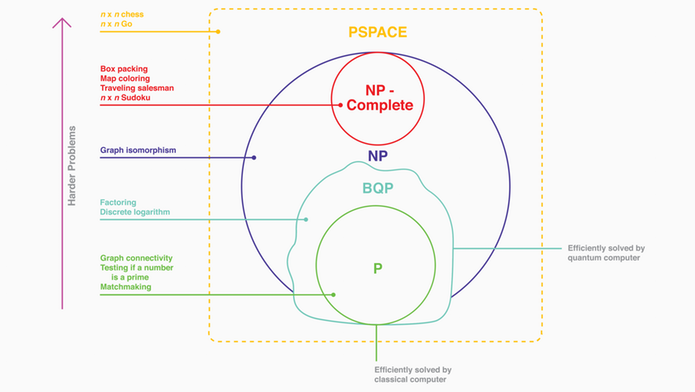 n x n chess
n x n Go
PSPACE
Box packing
Map coloring
Traveling salesman
n x n Sudoku
NP -
Complete
Harder Problems
Graph isomorphism
NP
BQP
Factoring
Discrete logarithm
Efficiently solved by
quantum computer
Graph connectivity
Testing if a number
is a prime
Matchmaking
P
Efficiently solved by
classical computer